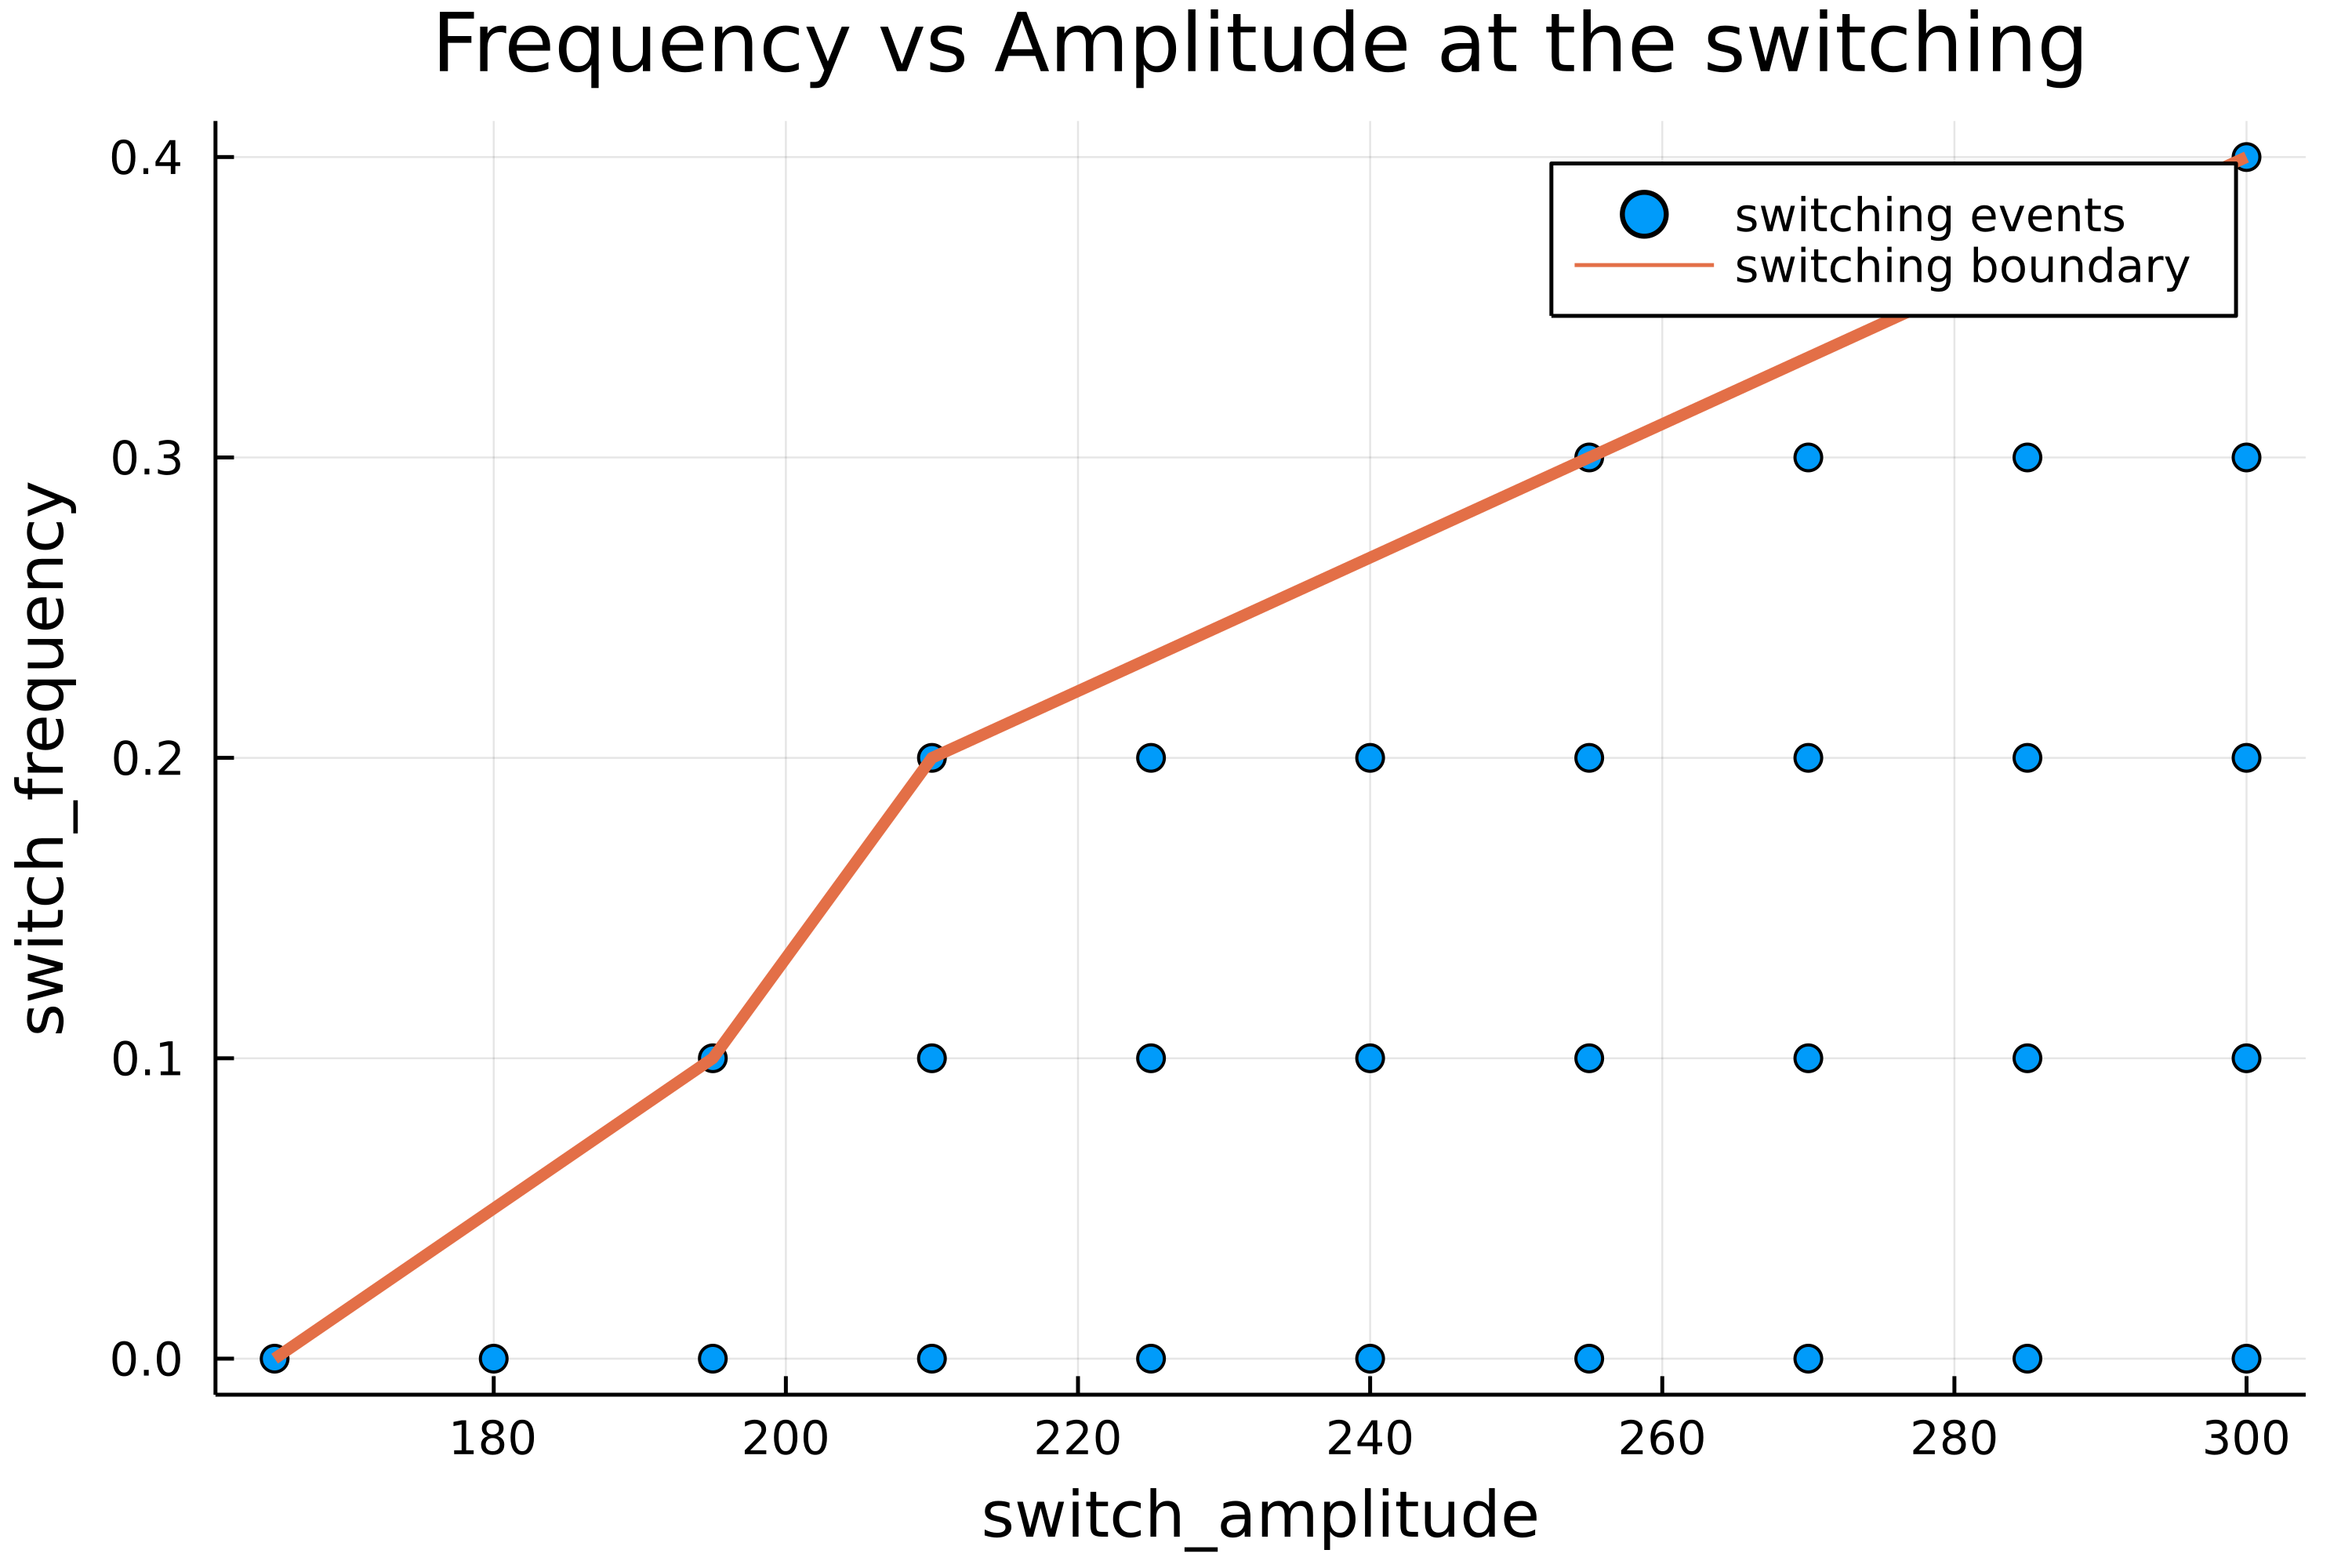 Frequency vs Amplitude at the switching
switching events
switching boundary
switch_frequency
0.4
0.3
0.2
0.1
0.0
180 200 220 240 260 280 300
switch_amplitude